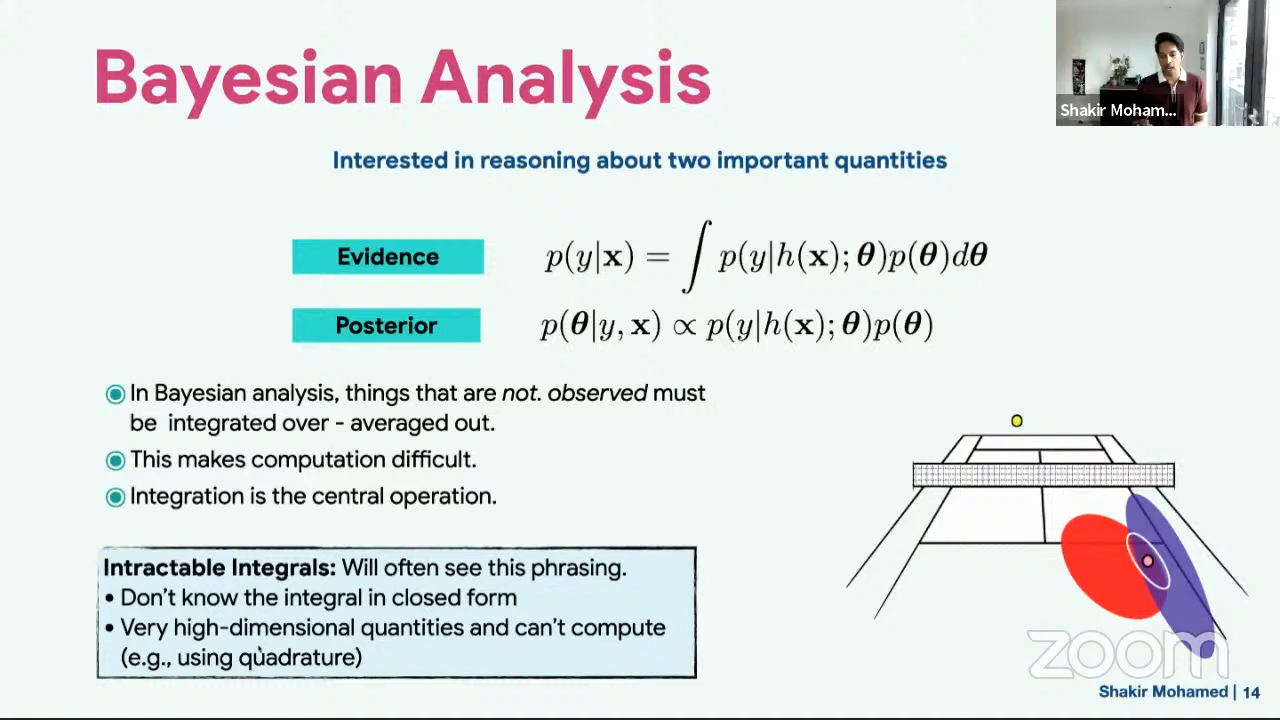 Bayesian Analysis
Shakir Moham...
Interested in reasoning about two important quantities
Evidence
p(y|𝐱) = ∫ p(y|h(𝐱); 𝜽)p(𝜽)d𝜽
Posterior
p(𝜽|y, 𝐱) ∝ p(y|h(𝐱); 𝜽)p(𝜽)
In Bayesian analysis, things that are not. observed must
be integrated over - averaged out.
This makes computation difficult.
Integration is the central operation.
Intractable Integrals: Will often see this phrasing.
• Don't know the integral in closed form
• Very high-dimensional quantities and can't compute
(e.g., using quadrature)
zoom
Shakir Mohamed | 14